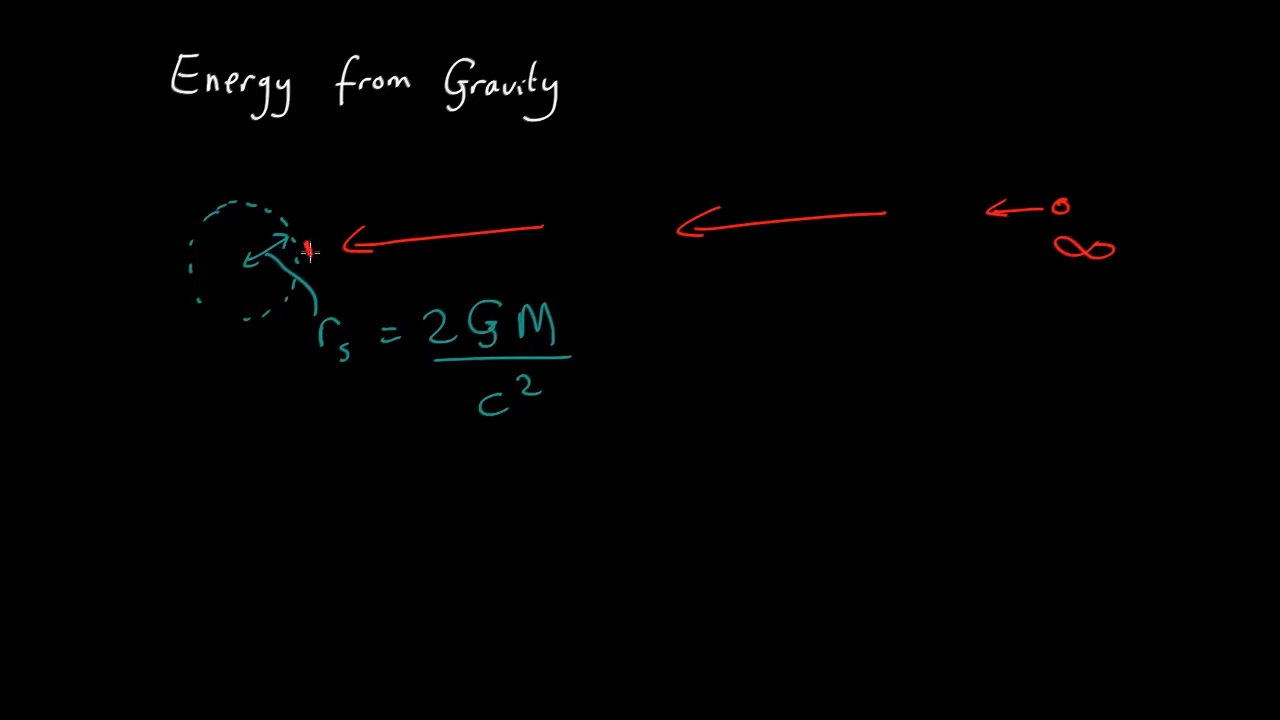 Energy from Gravity
∞
r_s = 2GM
c²